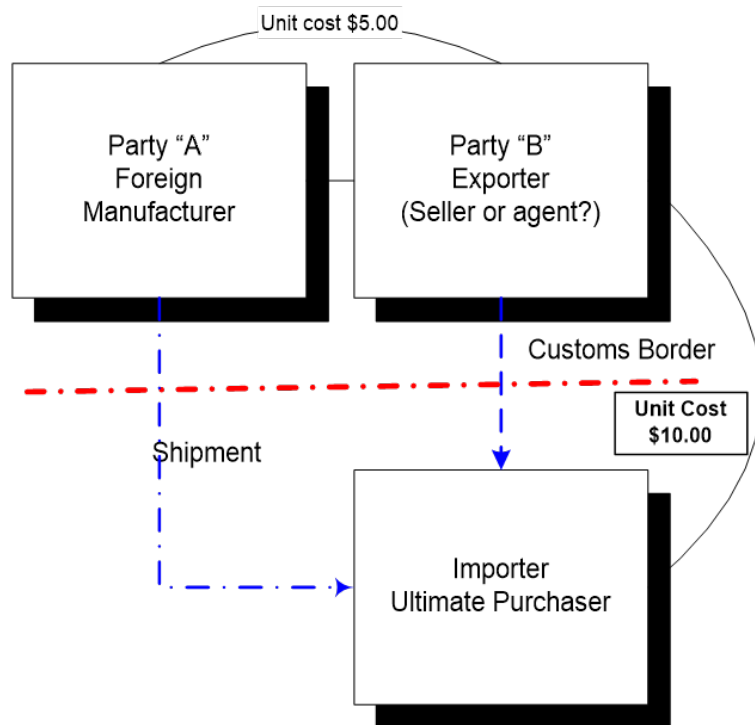 Unit cost $5.00
Party “A”
Foreign
Manufacturer
Party “B”
Exporter
(Seller or agent?)
Customs Border
Unit Cost
$10.00
Shipment
Importer
Ultimate Purchaser